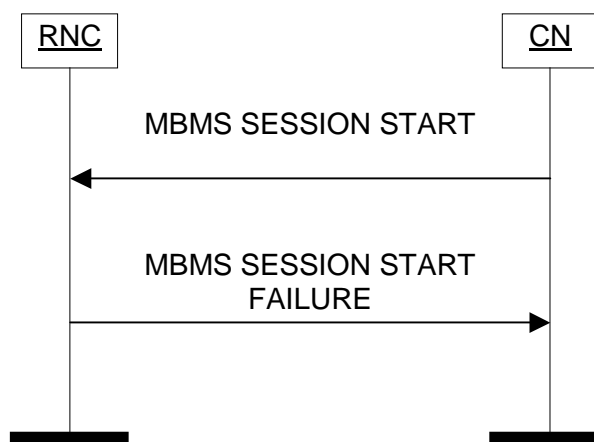 RNC
CN
MBMS SESSION START
MBMS SESSION START
FAILURE